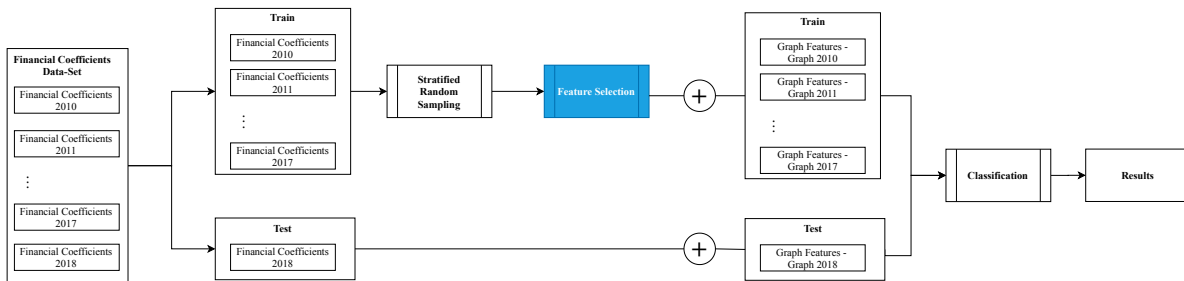 Financial Coefficients
Data-Set
Financial Coefficients
2010
Financial Coefficients
2011
⋮
Financial Coefficients
2017
Financial Coefficients
2018
Train
Financial Coefficients
2010
Financial Coefficients
2011
⋮
Financial Coefficients
2017
Test
Financial Coefficients
2018
Stratified
Random
Sampling
Feature Selection
+
+
Train
Graph Features -
Graph 2010
Graph Features -
Graph 2011
⋮
Graph Features -
Graph 2017
Test
Graph Features -
Graph 2018
Classification
Results